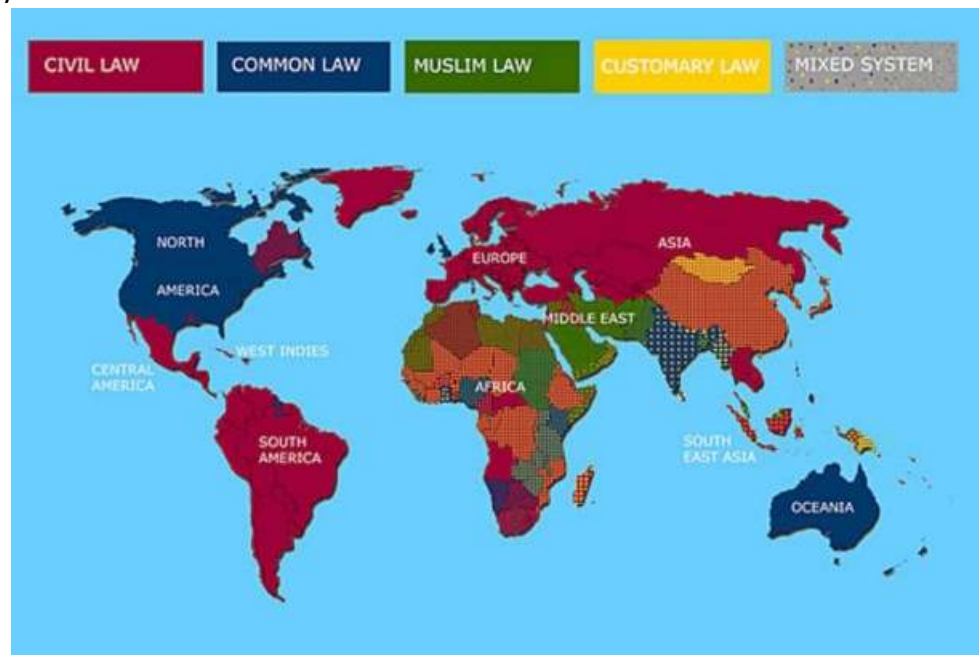 CIVIL LAW
COMMON LAW
MUSLIM LAW
CUSTOMARY LAW
MIXED SYSTEM
NORTH
AMERICA
EUROPE
ASIA
MIDDLE EAST
WEST INDIES
CENTRAL
AMERICA
AFRICA
SOUTH
AMERICA
SOUTH
EAST ASIA
OCEANIA